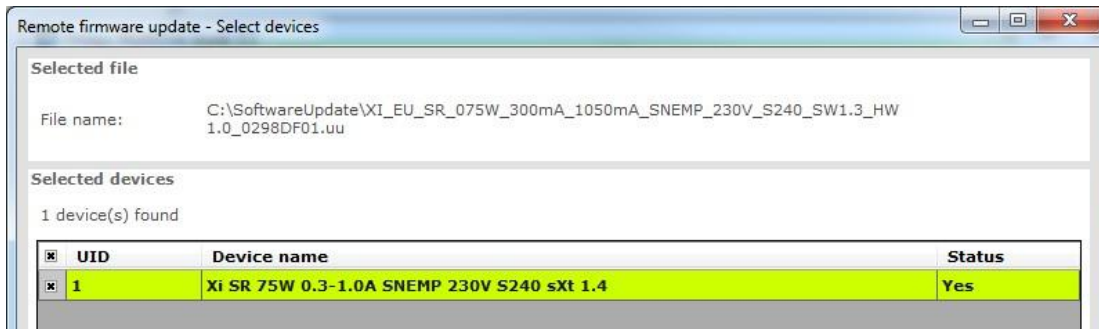 Remote firmware update - Select devices
Selected file
File name:
C:\SoftwareUpdate\XI_EU_SR_075W_300mA_1050mA_SNEMP_230V_S240_SW1.3_HW
1.0_0298DF01.uu
Selected devices
1 device(s) found
UID Device name Status
1 Xi SR 75W 0.3-1.0A SNEMP 230V S240 sXt 1.4 Yes